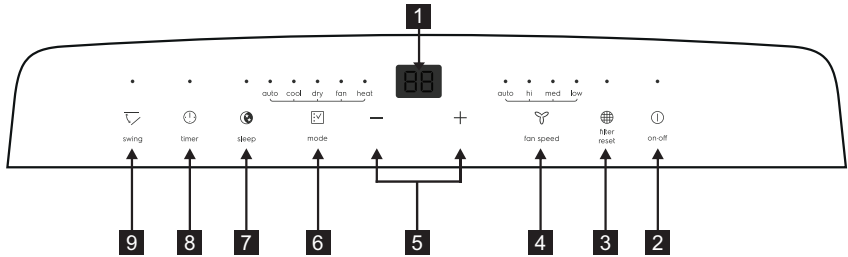 1
88
auto cool dry fan heat
auto hi med low
swing
timer
sleep
mode
fan speed
filter
reset
on·off
9
8
7
6
5
4
3
2